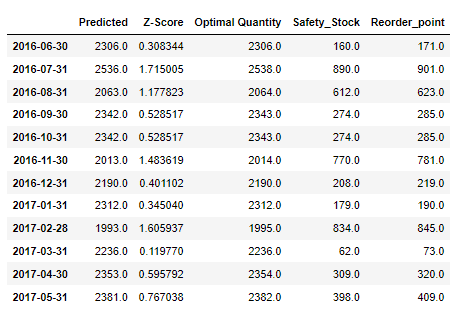 Predicted Z-Score Optimal Quantity Safety_Stock Reorder_point
2016-06-30 2306.0 0.308344 2306.0 160.0 171.0
2016-07-31 2536.0 1.715005 2538.0 890.0 901.0
2016-08-31 2063.0 1.177823 2064.0 612.0 623.0
2016-09-30 2342.0 0.528517 2343.0 274.0 285.0
2016-10-31 2342.0 0.528517 2343.0 274.0 285.0
2016-11-30 2013.0 1.483619 2014.0 770.0 781.0
2016-12-31 2190.0 0.401102 2190.0 208.0 219.0
2017-01-31 2312.0 0.345040 2312.0 179.0 190.0
2017-02-28 1993.0 1.605937 1995.0 834.0 845.0
2017-03-31 2236.0 0.119770 2236.0 62.0 73.0
2017-04-30 2353.0 0.595792 2354.0 309.0 320.0
2017-05-31 2381.0 0.767038 2382.0 398.0 409.0